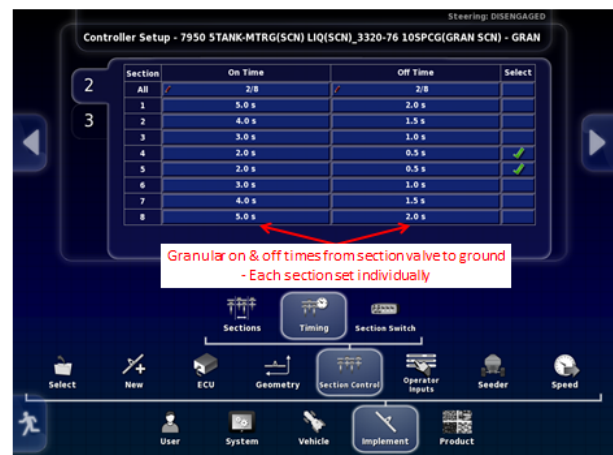 Steering: DISENGAGED
Controller Setup - 7950 5TANK-MTRG(SCN) LIQ(SCN)_3320-76 10SPCG(GRAN SCN) - GRAN
2
3
Section On Time Off Time Select
All 2/8 2/8
1 5.0 s 2.0 s
2 4.0 s 1.5 s
3 3.0 s 1.0 s
4 2.0 s 0.5 s
5 2.0 s 0.5 s
6 3.0 s 1.0 s
7 4.0 s 1.5 s
8 5.0 s 2.0 s
Granular on & off times from section valve to ground
- Each section set individually
Sections Timing Section Switch
Select New ECU Geometry Section Control Operator Inputs Seeder Speed
User System Vehicle Implement Product